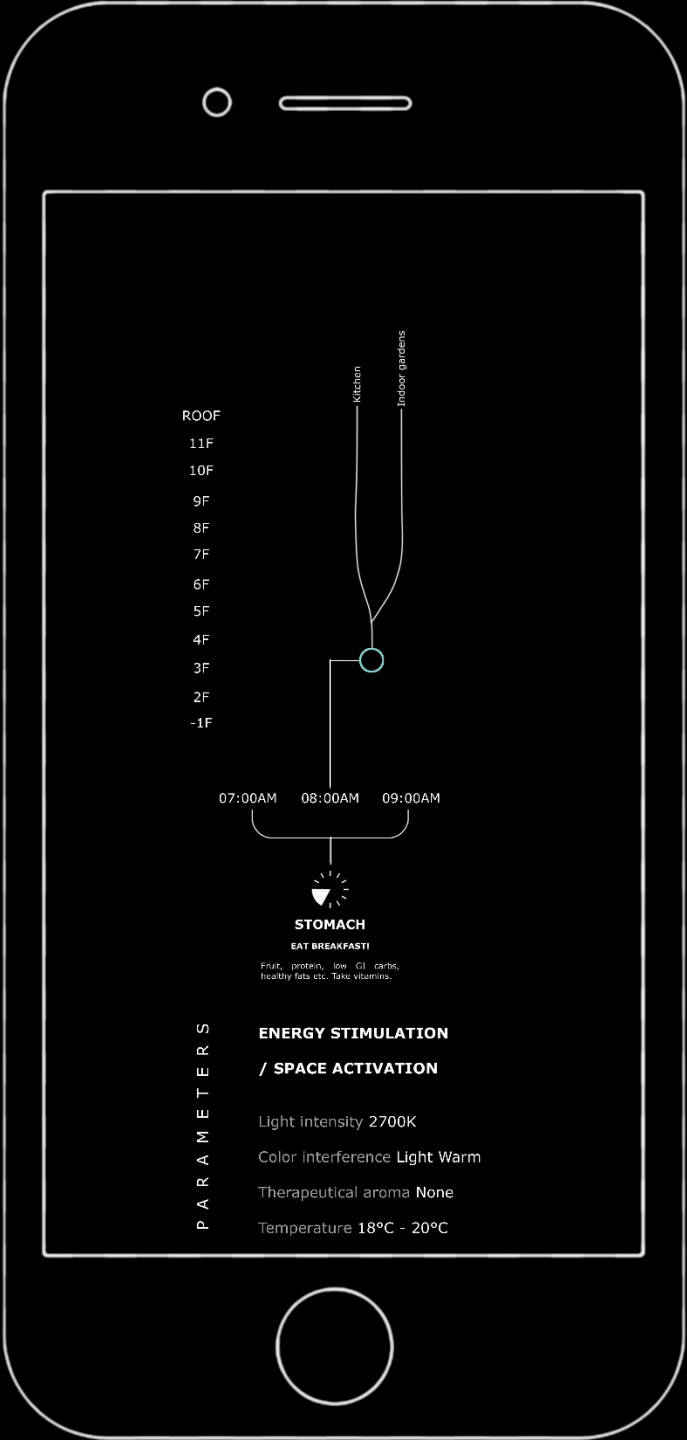 Kitchen
Indoor gardens
ROOF
11F
10F
9F
8F
7F
6F
5F
4F
3F
2F
-1F
07:00AM 08:00AM 09:00AM
STOMACH
EAT BREAKFAST!
Fruit, protein, low GI carbs,
healthy fats etc. Take vitamins.
PARAMETERS
ENERGY STIMULATION
/ SPACE ACTIVATION
Light intensity 2700K
Color interference Light Warm
Therapeutical aroma None
Temperature 18°C - 20°C